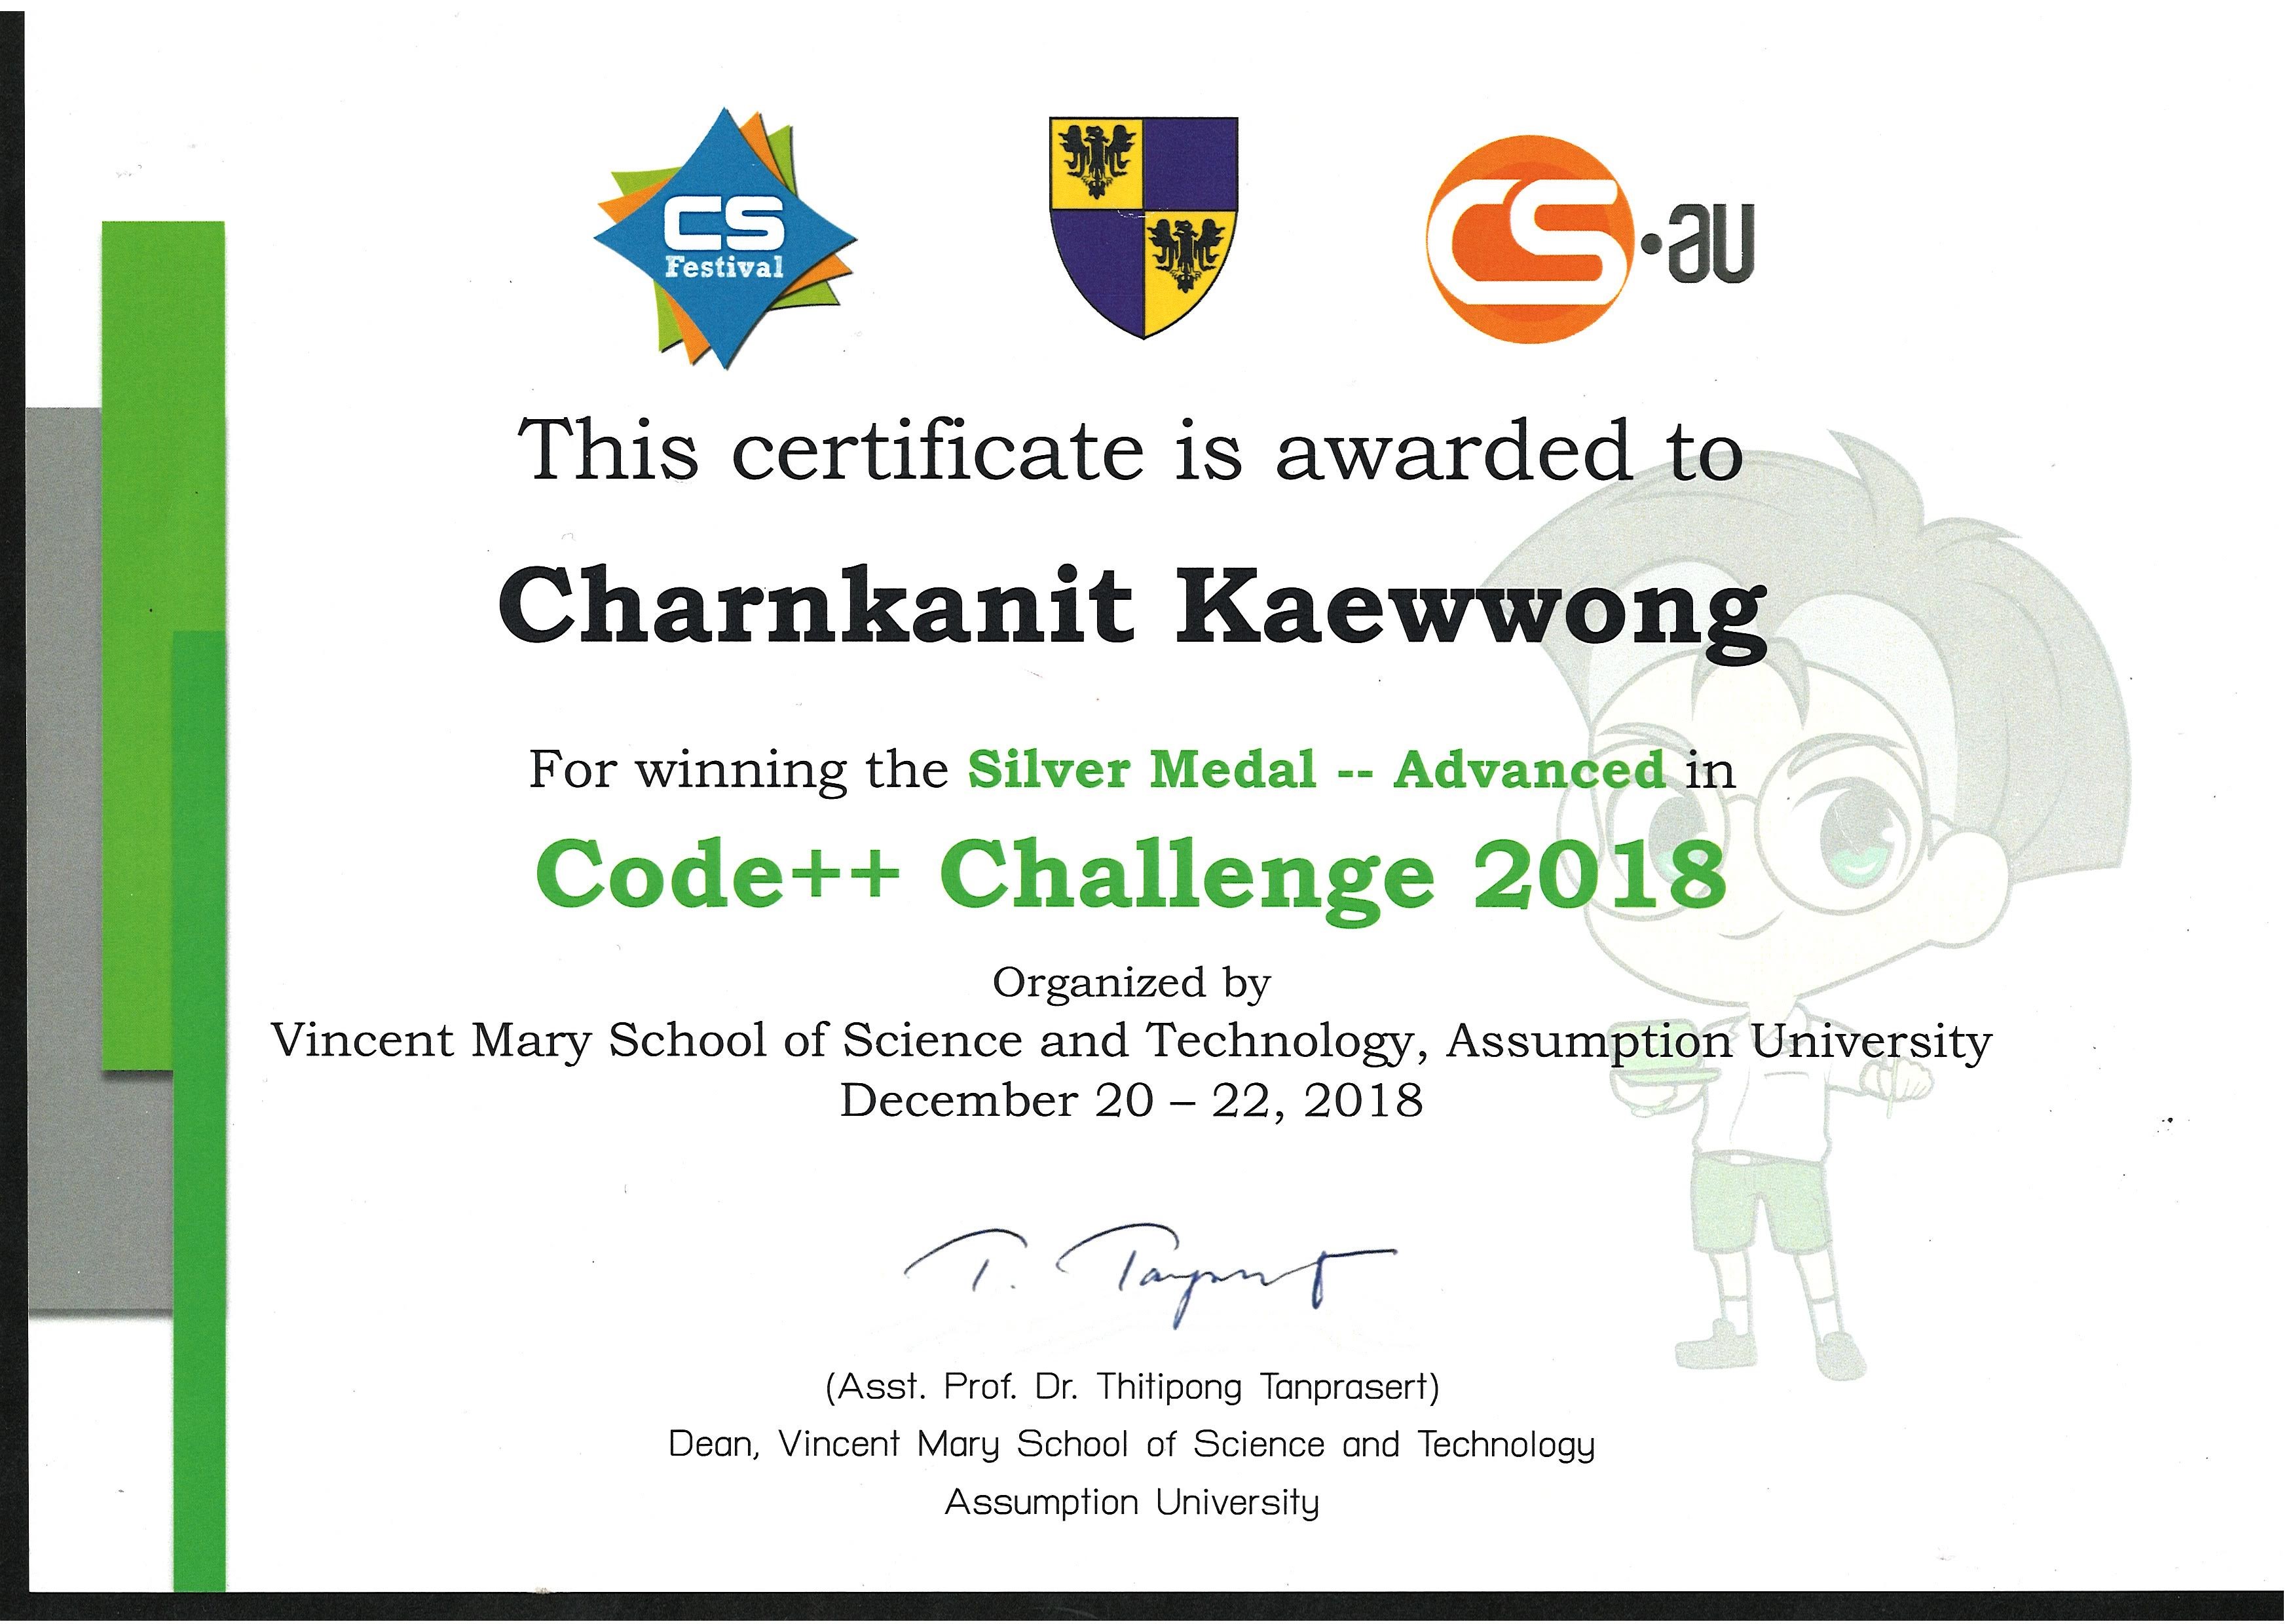 CS
Festival
CS·AU
This certificate is awarded to
Charnkanit Kaewwong
For winning the Silver Medal -- Advanced in
Code++ Challenge 2018
Organized by
Vincent Mary School of Science and Technology, Assumption University
December 20 – 22, 2018
T. Tanprasert
(Asst. Prof. Dr. Thitipong Tanprasert)
Dean, Vincent Mary School of Science and Technology
Assumption University